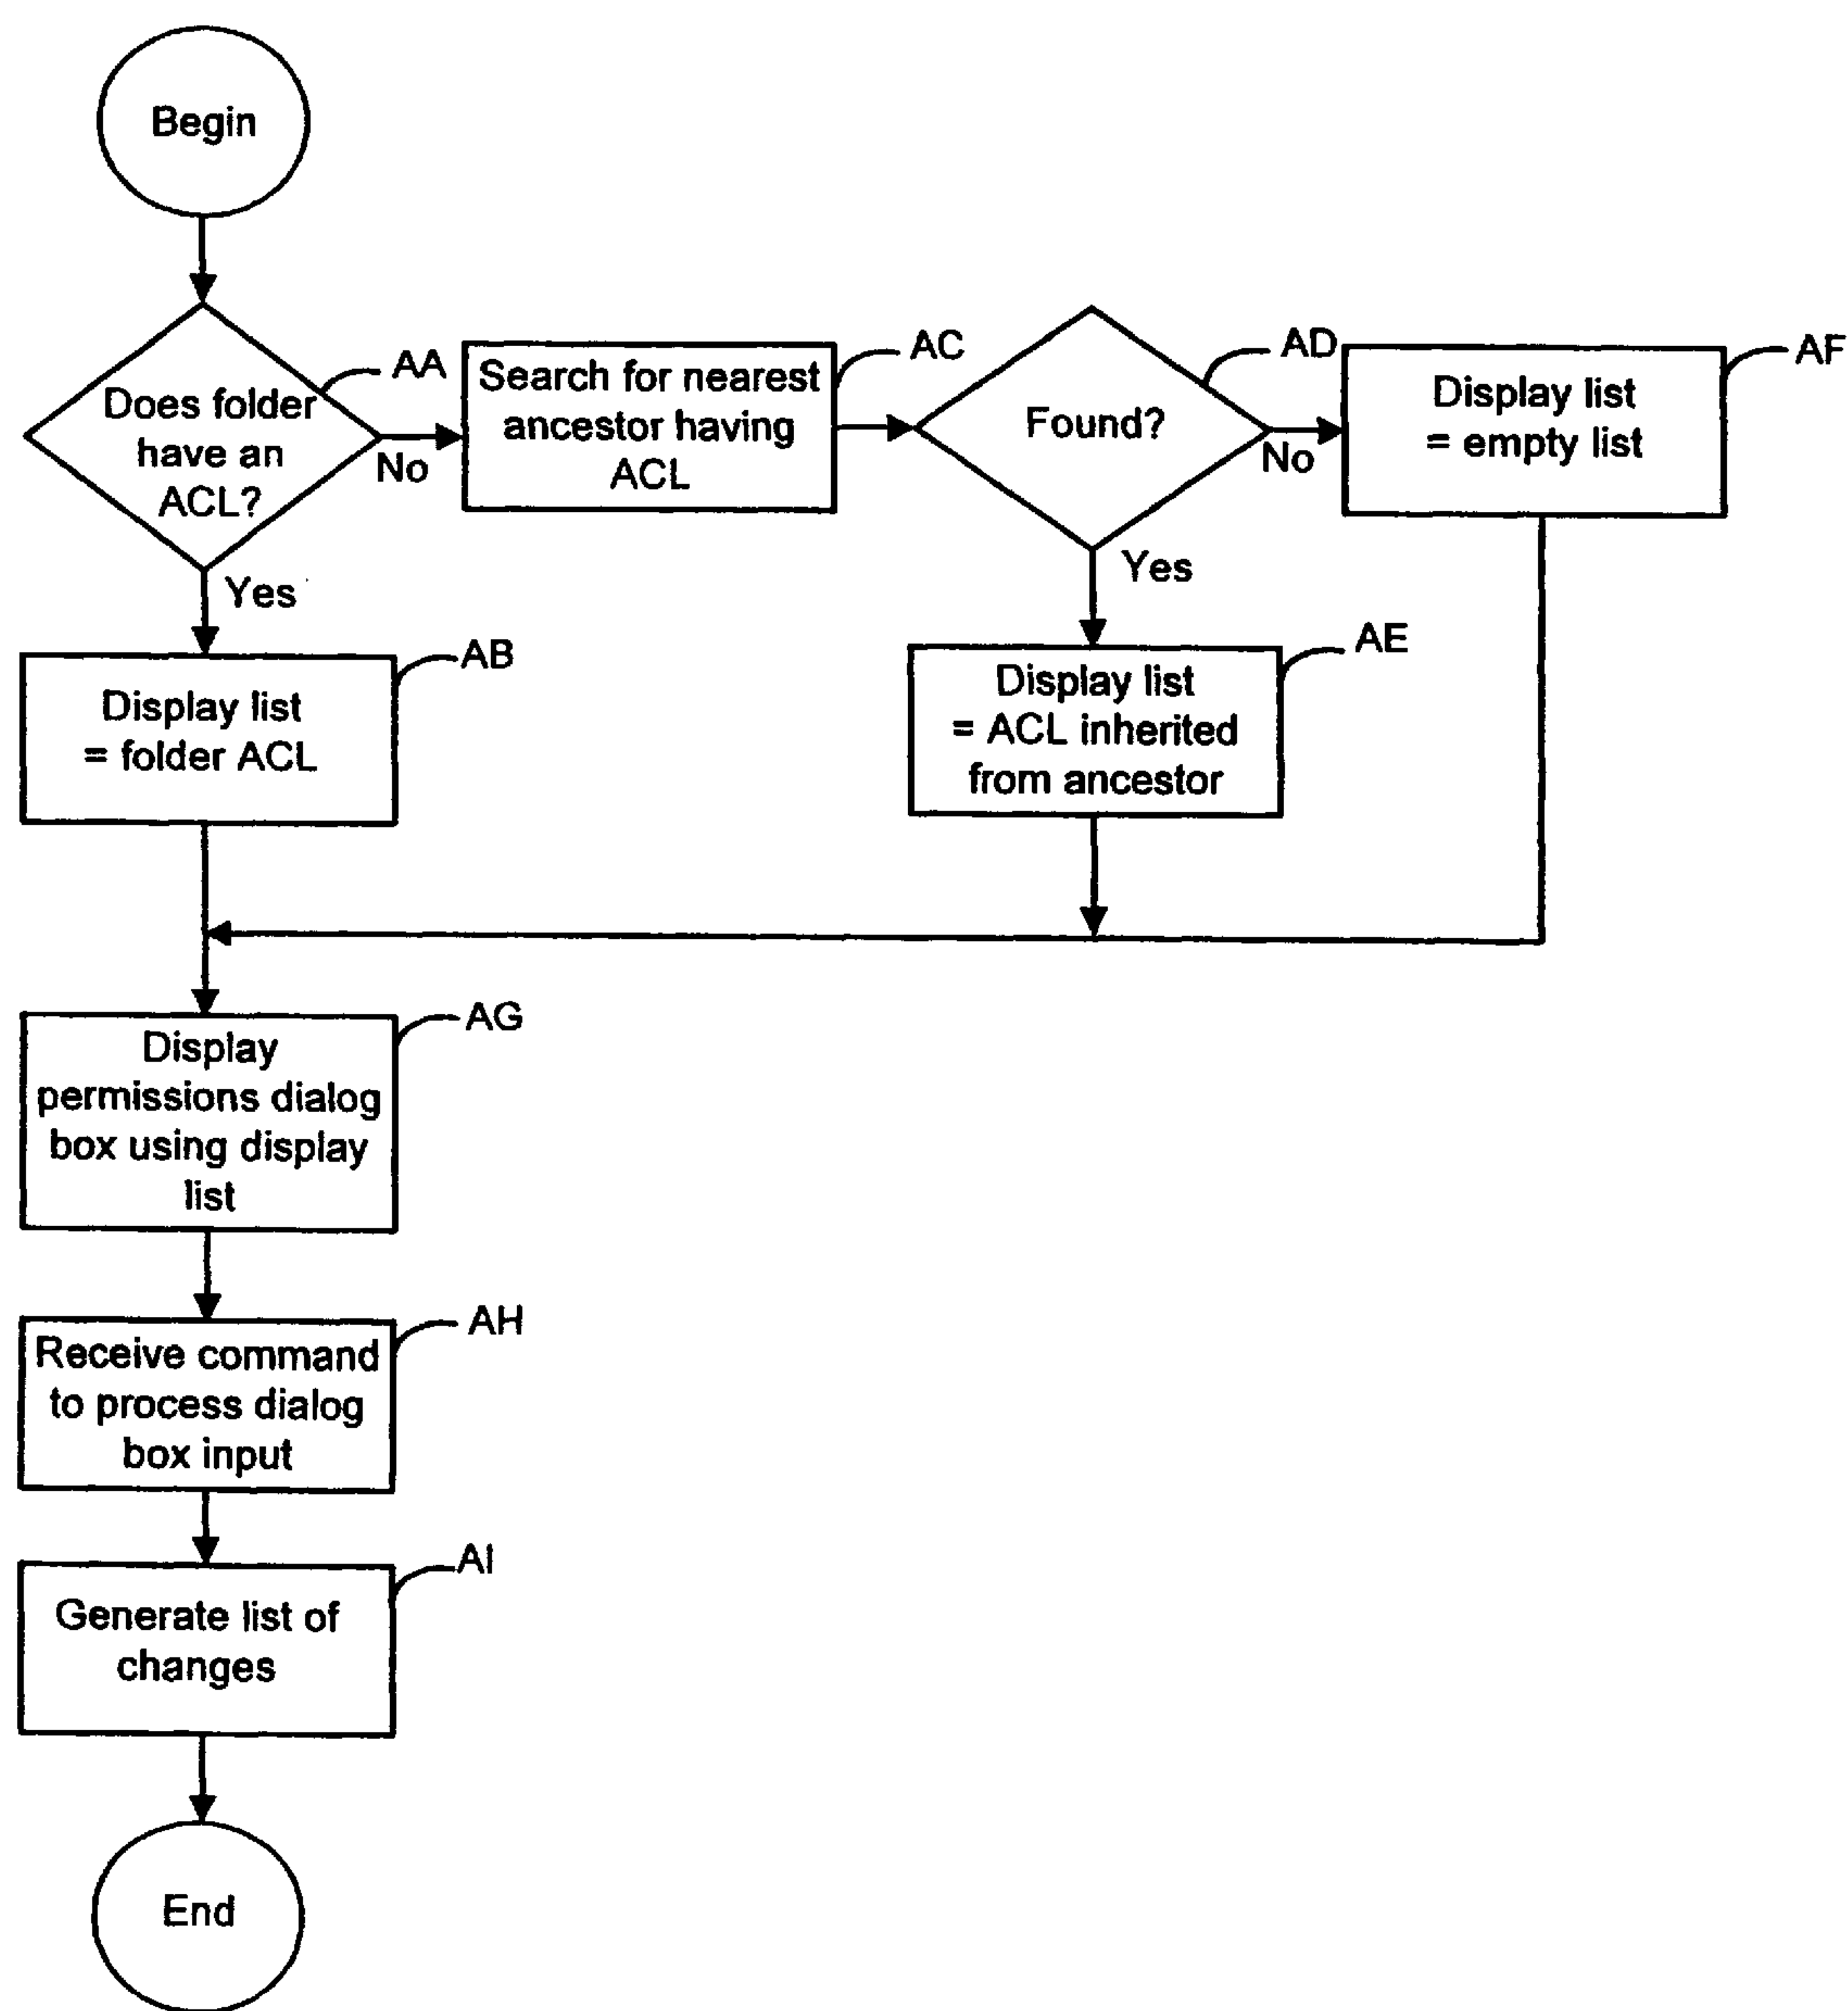 Begin
AA
Does folder
have an
ACL?
No
Yes
AC
Search for nearest
ancestor having
ACL
AD
Found?
No
Yes
AF
Display list
= empty list
AB
Display list
= folder ACL
AE
Display list
= ACL inherited
from ancestor
AG
Display
permissions dialog
box using display
list
AH
Receive command
to process dialog
box input
AI
Generate list of
changes
End